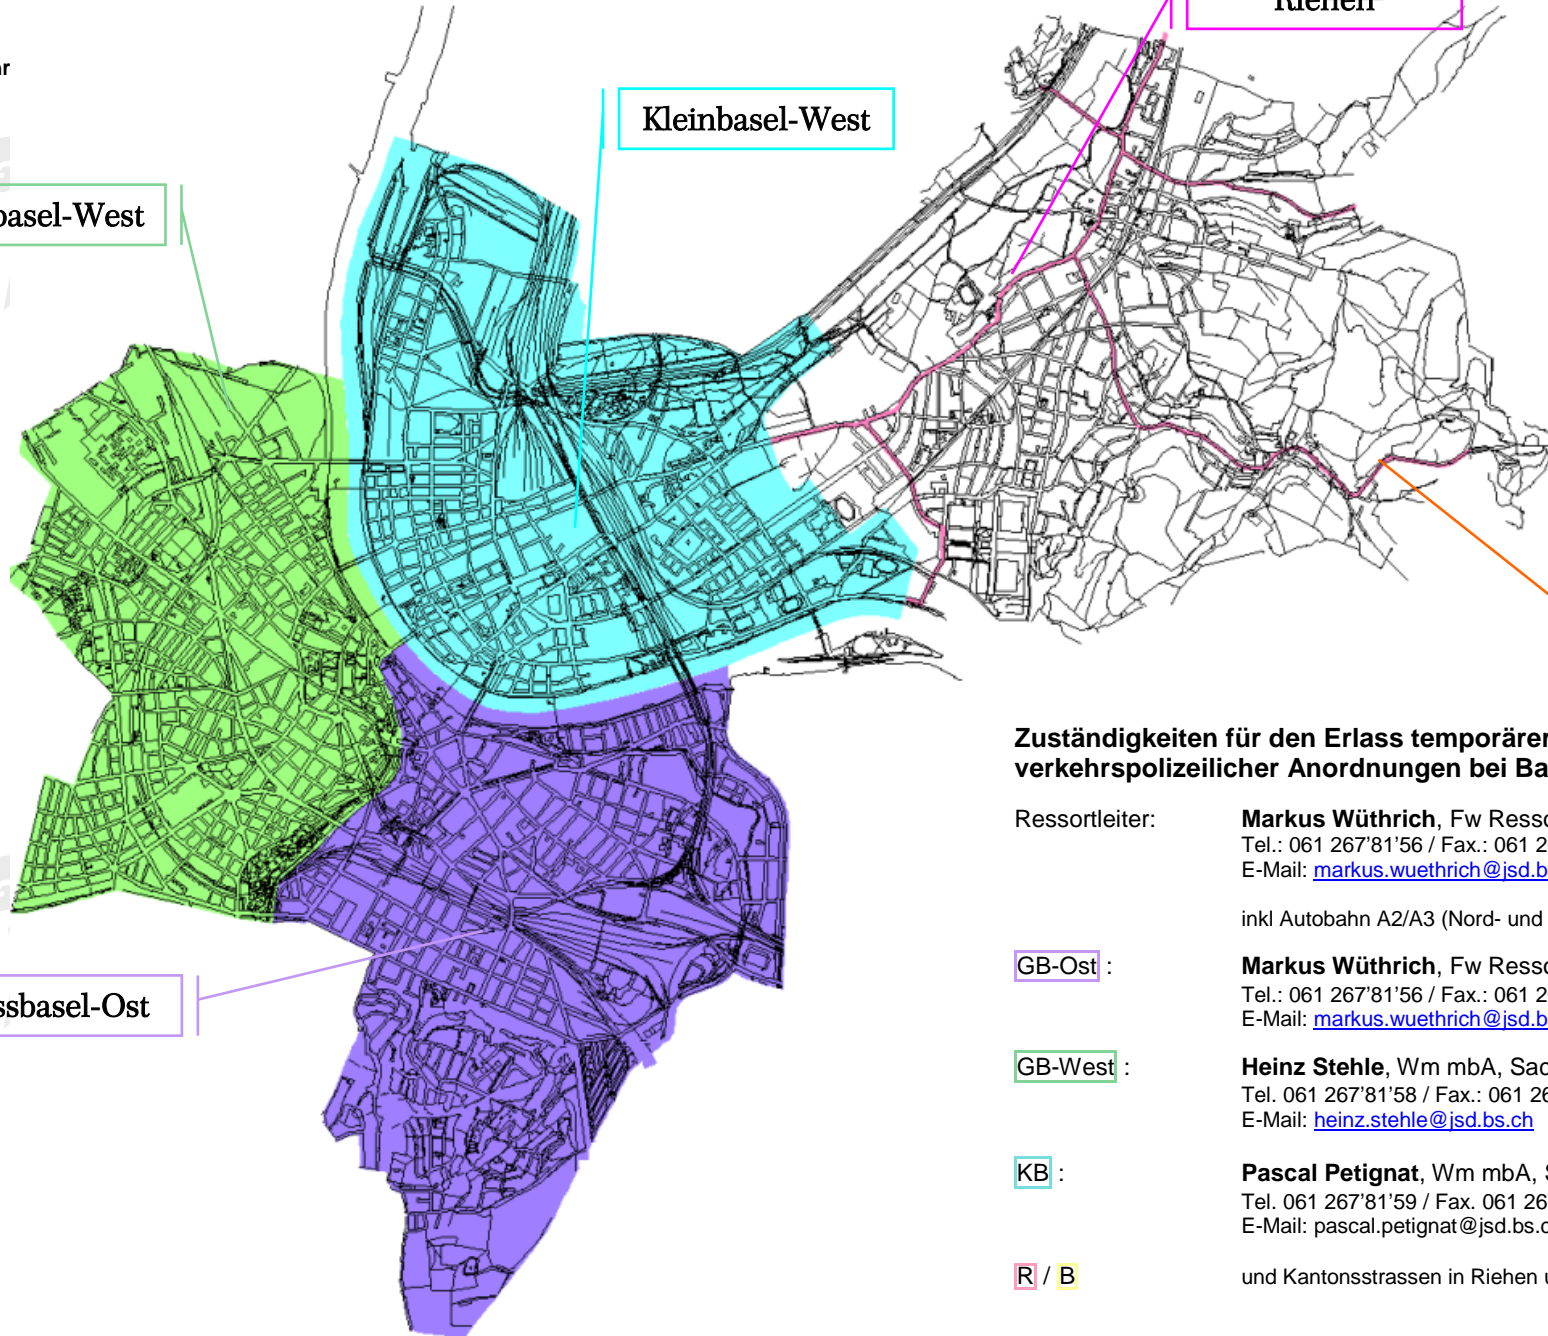 Riehen-
Kleinbasel-West
basel-West
ssbasel-Ost
Zuständigkeiten für den Erlass temporärer
verkehrspolizeilicher Anordnungen bei Ba
Ressortleiter: Markus Wüthrich, Fw Resso
Tel.: 061 267'81'56 / Fax.: 061 2
E-Mail: markus.wuethrich@jsd.b
inkl Autobahn A2/A3 (Nord- und
GB-Ost : Markus Wüthrich, Fw Resso
Tel.: 061 267'81'56 / Fax.: 061 2
E-Mail: markus.wuethrich@jsd.b
GB-West : Heinz Stehle, Wm mbA, Sac
Tel. 061 267'81'58 / Fax.: 061 26
E-Mail: heinz.stehle@jsd.bs.ch
KB : Pascal Petignat, Wm mbA, S
Tel. 061 267'81'59 / Fax. 061 26
E-Mail: pascal.petignat@jsd.bs.c
R / B und Kantonsstrassen in Riehen u